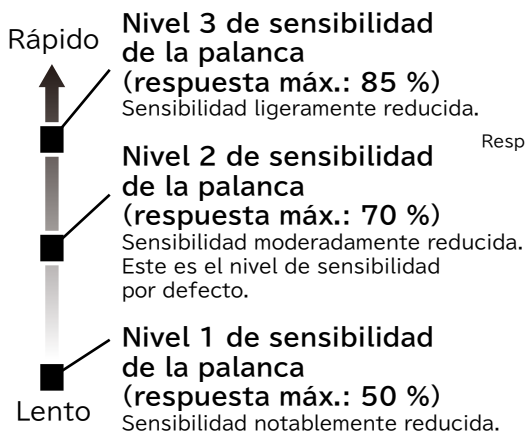 Rápido
Nivel 3 de sensibilidad
de la palanca
(respuesta máx.: 85 %)
Sensibilidad ligeramente reducida.
Resp
Nivel 2 de sensibilidad
de la palanca
(respuesta máx.: 70 %)
Sensibilidad moderadamente reducida.
Este es el nivel de sensibilidad
por defecto.
Nivel 1 de sensibilidad
de la palanca
(respuesta máx.: 50 %)
Sensibilidad notablemente reducida.
Lento